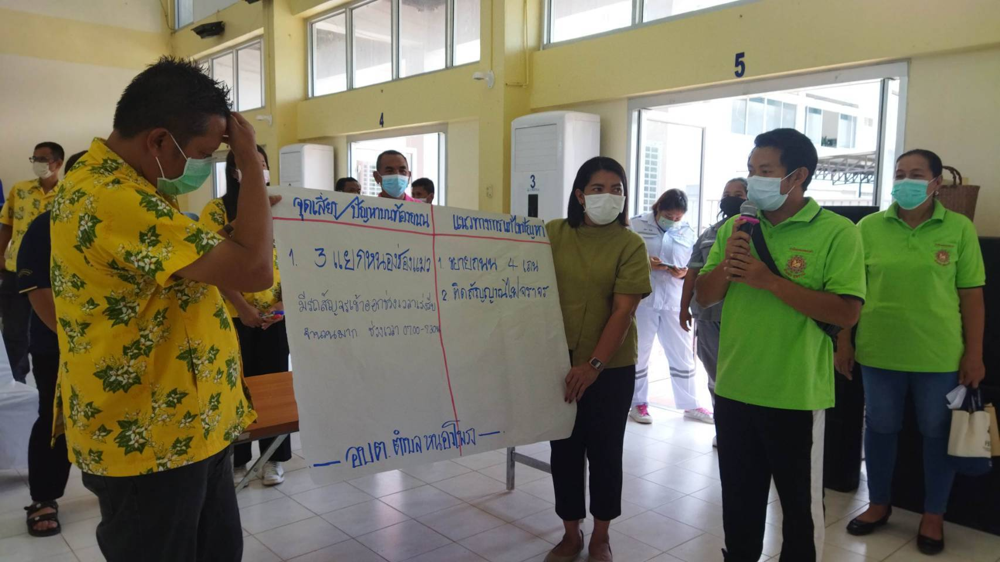 5
4
3
จุดเสี่ยง/ปัญหาบนท้องถนน
แนวทางการแก้ไขปัญหา
1. 3 แยกหนองช่องแมว
มีรถสัญจรเข้าออกช่วงเวลาเร่งรีบ
จำนวนมาก ช่วงเวลา 07.00-9.30น
1. ขยายถนน 4 เลน
2. ติดสัญญาณไฟจราจร
— อบต. ตำบลหนองโพรง —